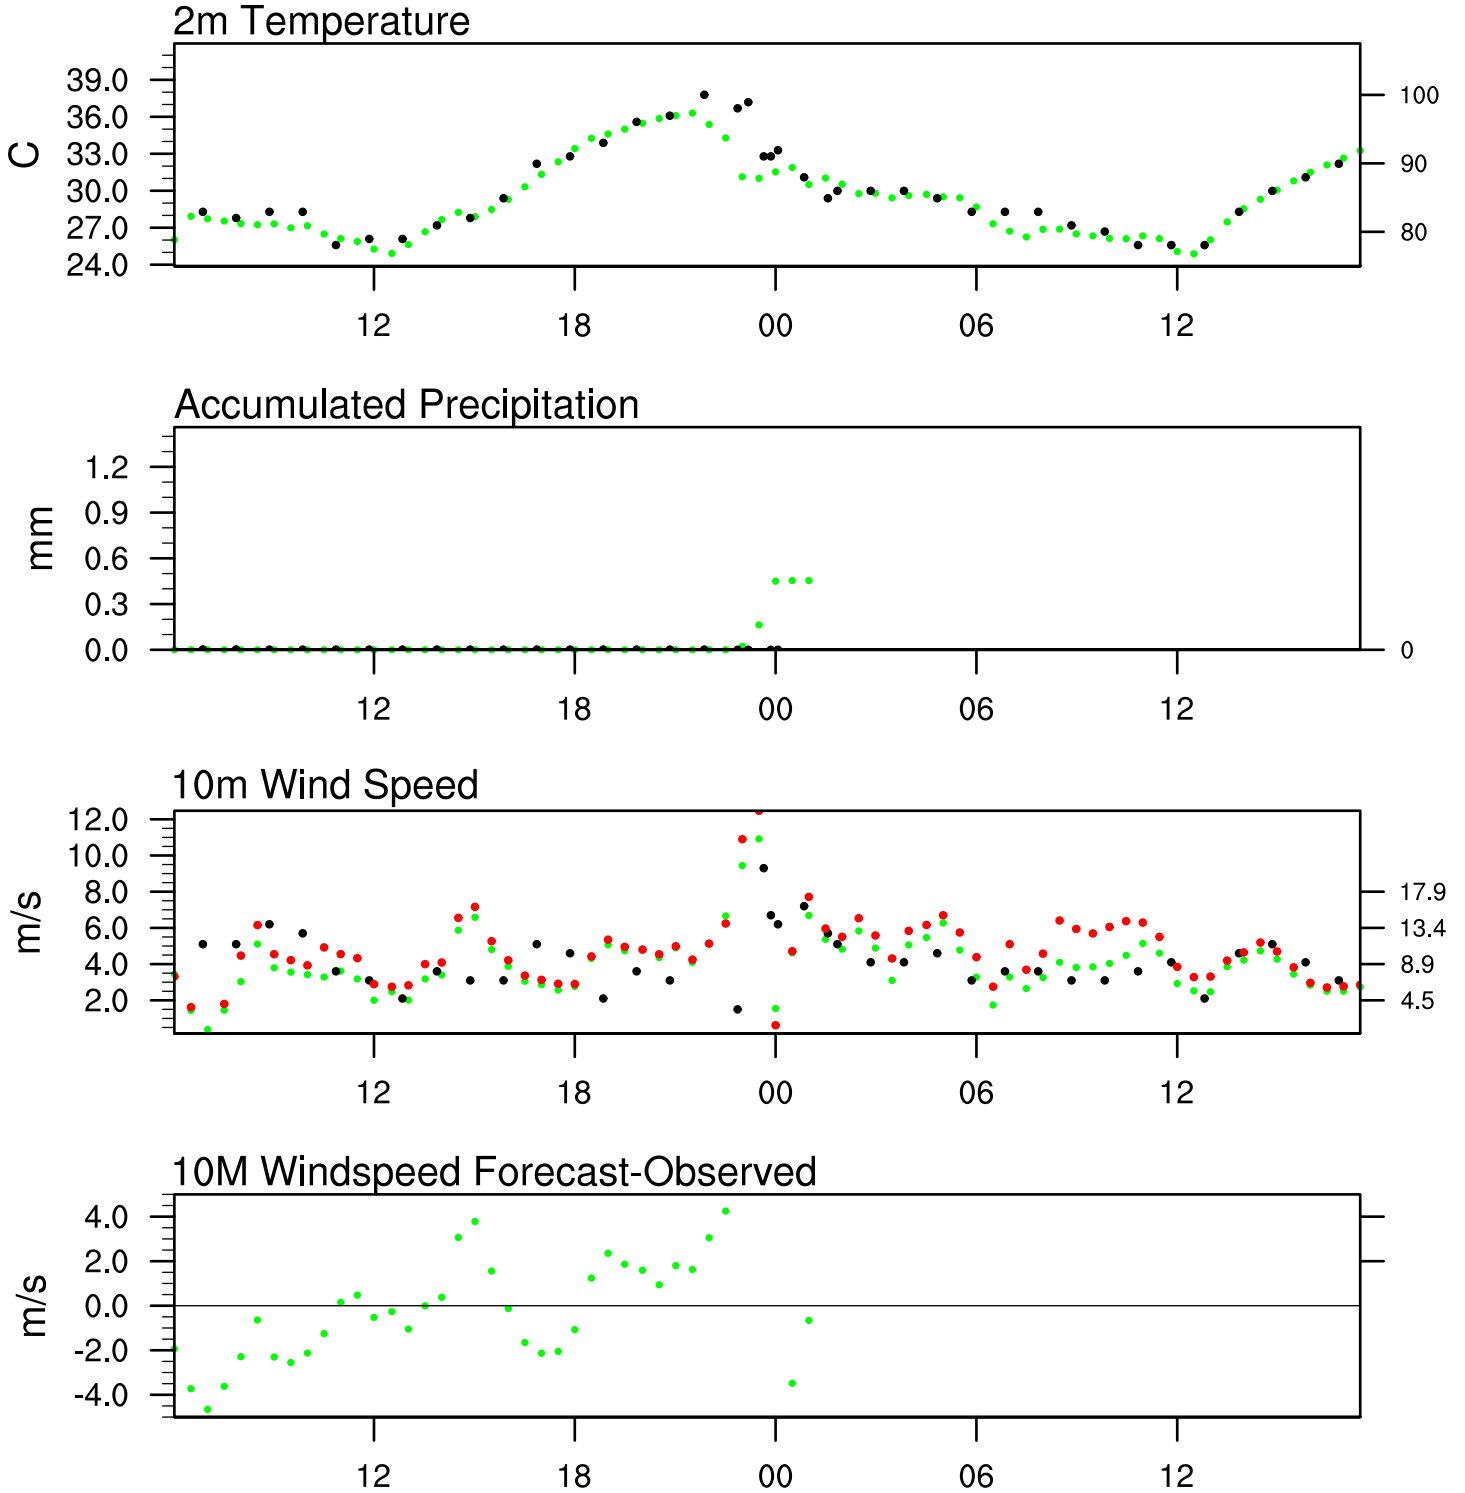 2m Temperature
39.0
36.0
33.0
30.0
27.0
24.0
C
100
90
80
12 18 00 06 12
Accumulated Precipitation
1.2
0.9
0.6
0.3
0.0
mm
0
12 18 00 06 12
10m Wind Speed
12.0
10.0
8.0
6.0
4.0
2.0
m/s
17.9
13.4
8.9
4.5
12 18 00 06 12
10M Windspeed Forecast-Observed
4.0
2.0
0.0
-2.0
-4.0
m/s
12 18 00 06 12